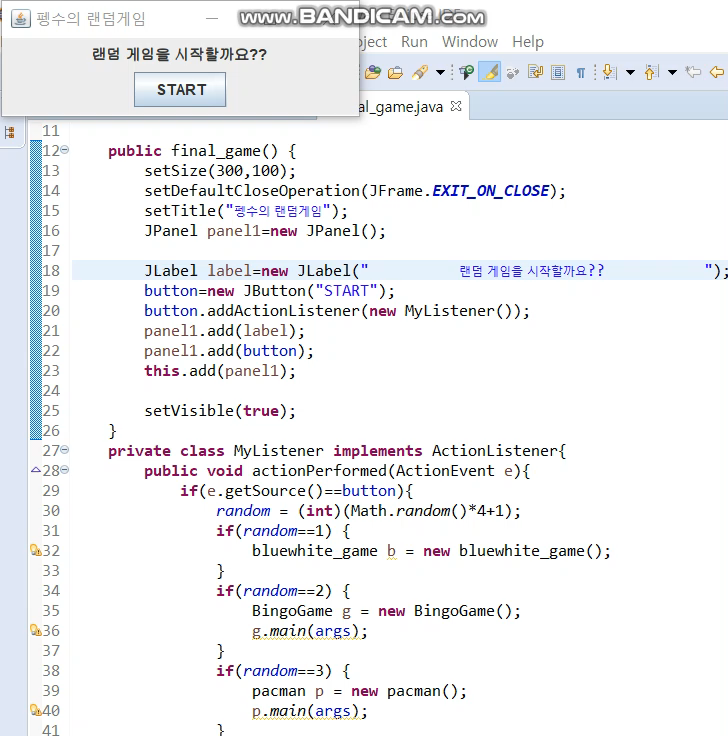 펭수의 랜덤게임
www.BANDICAM.com
랜덤 게임을 시작할까요??
START
ject Run Window Help
al_game.java
11
12 public final_game() {
13 setSize(300,100);
14 setDefaultCloseOperation(JFrame.EXIT_ON_CLOSE);
15 setTitle("펭수의 랜덤게임");
16 JPanel panel1=new JPanel();
17
18 JLabel label=new JLabel(" 랜덤 게임을 시작할까요?? ");
19 button=new JButton("START");
20 button.addActionListener(new MyListener());
21 panel1.add(label);
22 panel1.add(button);
23 this.add(panel1);
24
25 setVisible(true);
26 }
27 private class MyListener implements ActionListener{
28 public void actionPerformed(ActionEvent e){
29 if(e.getSource()==button){
30 random = (int)(Math.random()*4+1);
31 if(random==1) {
32 bluewhite_game b = new bluewhite_game();
33 }
34 if(random==2) {
35 BingoGame g = new BingoGame();
36 g.main(args);
37 }
38 if(random==3) {
39 pacman p = new pacman();
40 p.main(args);
41 }